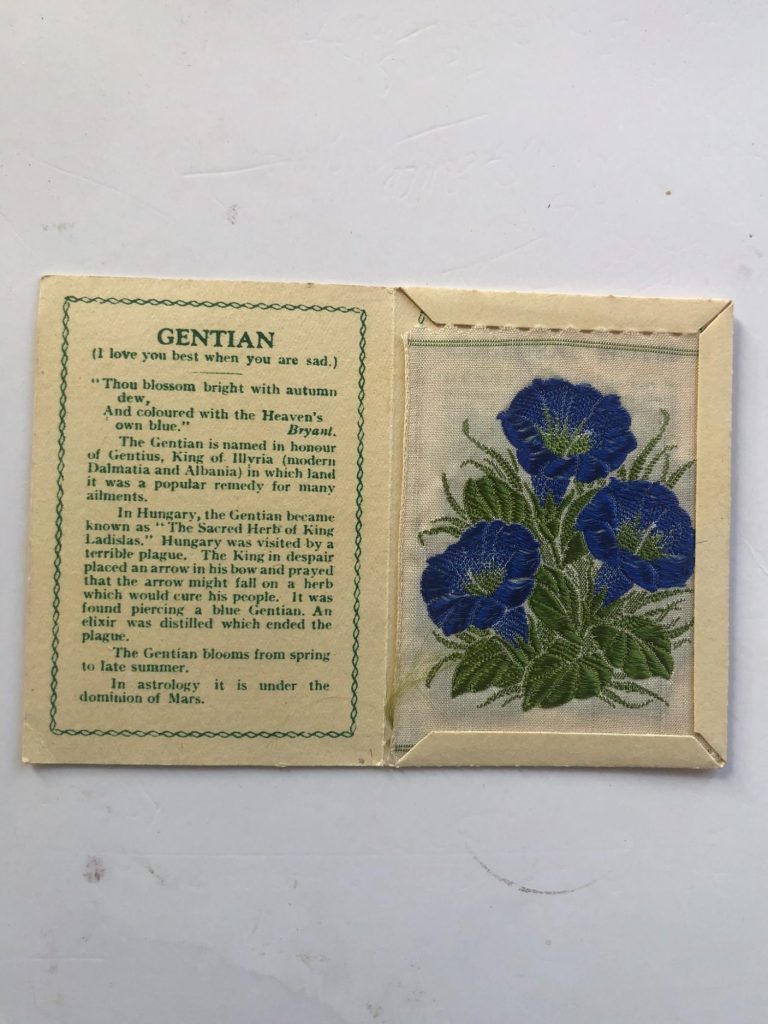 GENTIAN
(I love you best when you are sad.)
"Thou blossom bright with autumn
dew,
And coloured with the Heaven's
own blue." Bryant.
The Gentian is named in honour
of Gentius, King of Illyria (modern
Dalmatia and Albania) in which land
it was a popular remedy for many
ailments.
In Hungary, the Gentian became
known as "The Sacred Herb of King
Ladislas." Hungary was visited by a
terrible plague. The King in despair
placed an arrow in his bow and prayed
that the arrow might fall on a herb
which would cure his people. It was
found piercing a blue Gentian. An
elixir was distilled which ended the
plague.
The Gentian blooms from spring
to late summer.
In astrology it is under the
dominion of Mars.